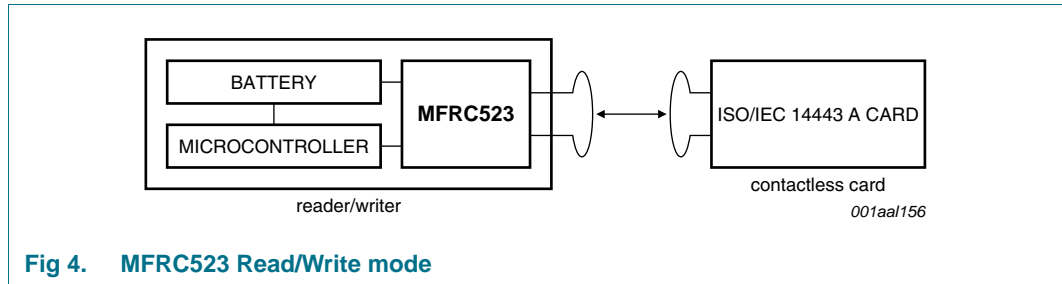 BATTERY
MICROCONTROLLER
MFRC523
ISO/IEC 14443 A CARD
reader/writer
contactless card
001aal156
Fig 4. MFRC523 Read/Write mode